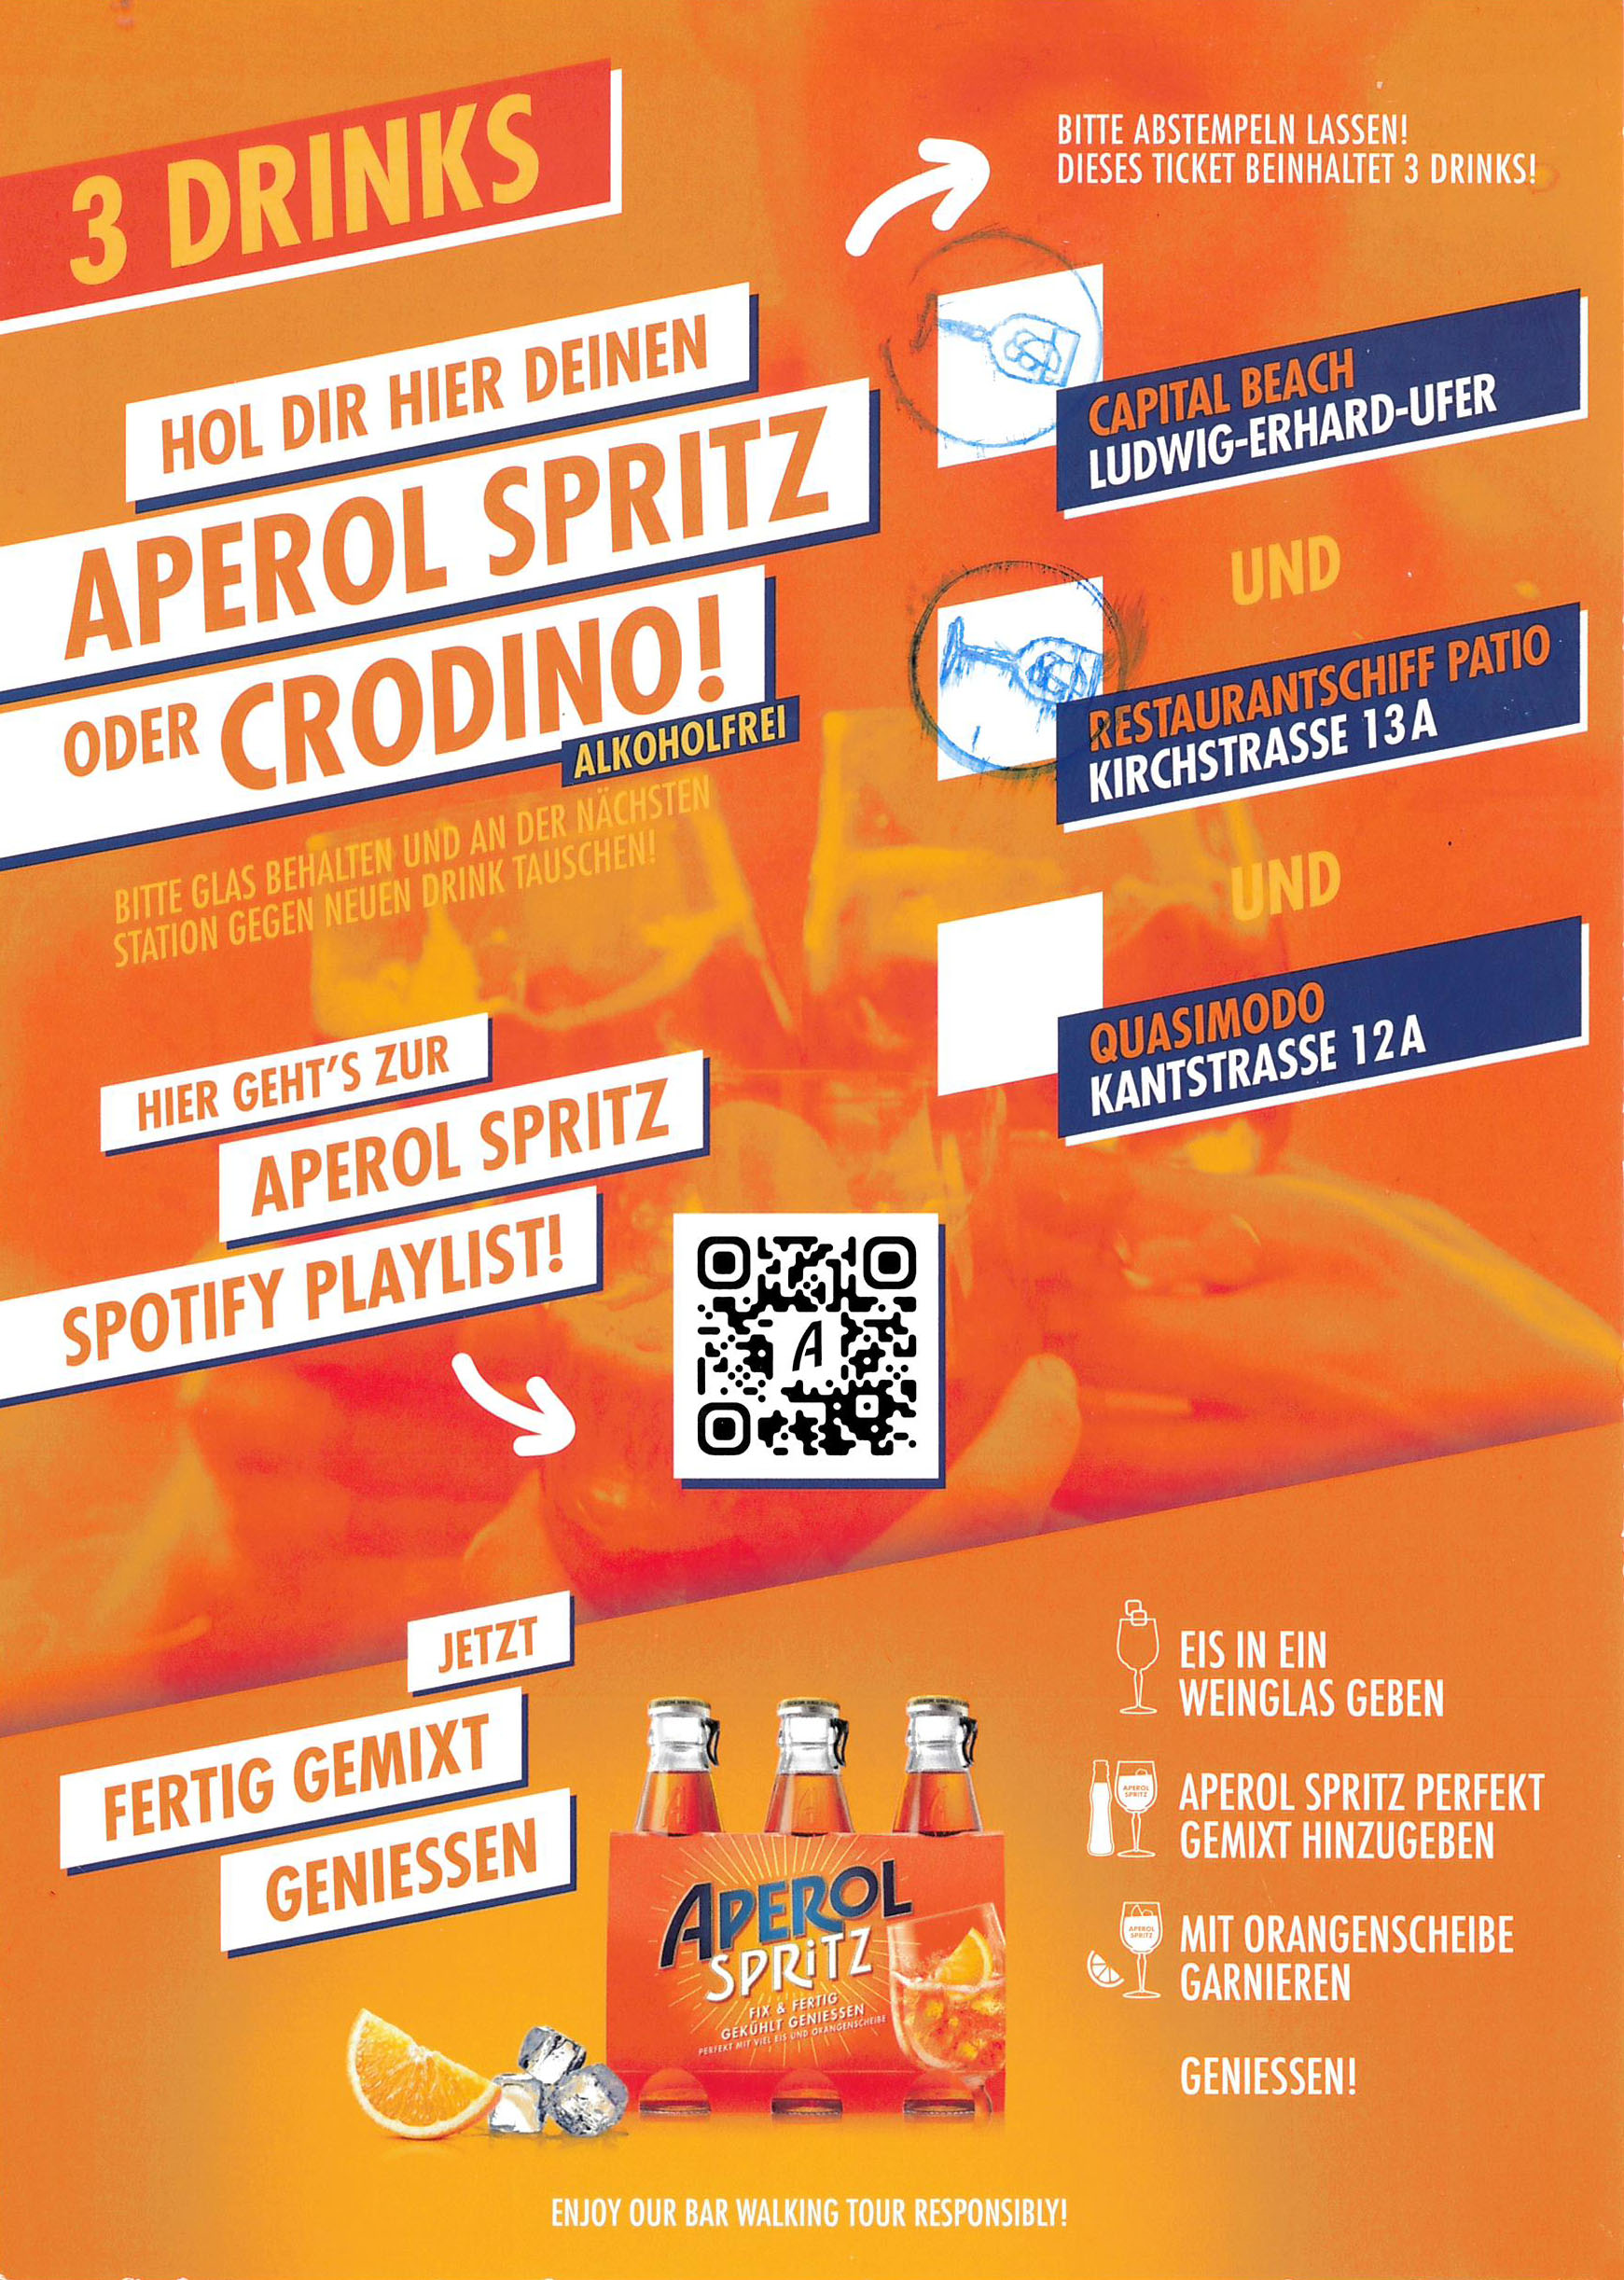 3 DRINKS
HOL DIR HIER DEINEN
APEROL SPRITZ
ODER CRODINO!
ALKOHOLFREI
BITTE GLAS BEHALTEN UND AN DER NÄCHSTEN
STATION GEGEN NEUEN DRINK TAUSCHEN!
BITTE ABSTEMPELN LASSEN!
DIESES TICKET BEINHALTET 3 DRINKS!
CAPITAL BEACH
LUDWIG-ERHARD-UFER
UND
RESTAURANTSCHIFF PATIO
KIRCHSTRASSE 13A
UND
QUASIMODO
KANTSTRASSE 12A
HIER GEHT'S ZUR
APEROL SPRITZ
SPOTIFY PLAYLIST!
A
JETZT
FERTIG GEMIXT
GENIESSEN
APEROL
SPRiTZ
FIX & FERTIG
GEKÜHLT GENIESSEN
PERFEKT MIT VIEL EIS UND ORANGENSCHEIBE
EIS IN EIN
WEINGLAS GEBEN
APEROL
SPRITZ
APEROL SPRITZ PERFEKT
GEMIXT HINZUGEBEN
APEROL
SPRITZ
MIT ORANGENSCHEIBE
GARNIEREN
GENIESSEN!
ENJOY OUR BAR WALKING TOUR RESPONSIBLY!